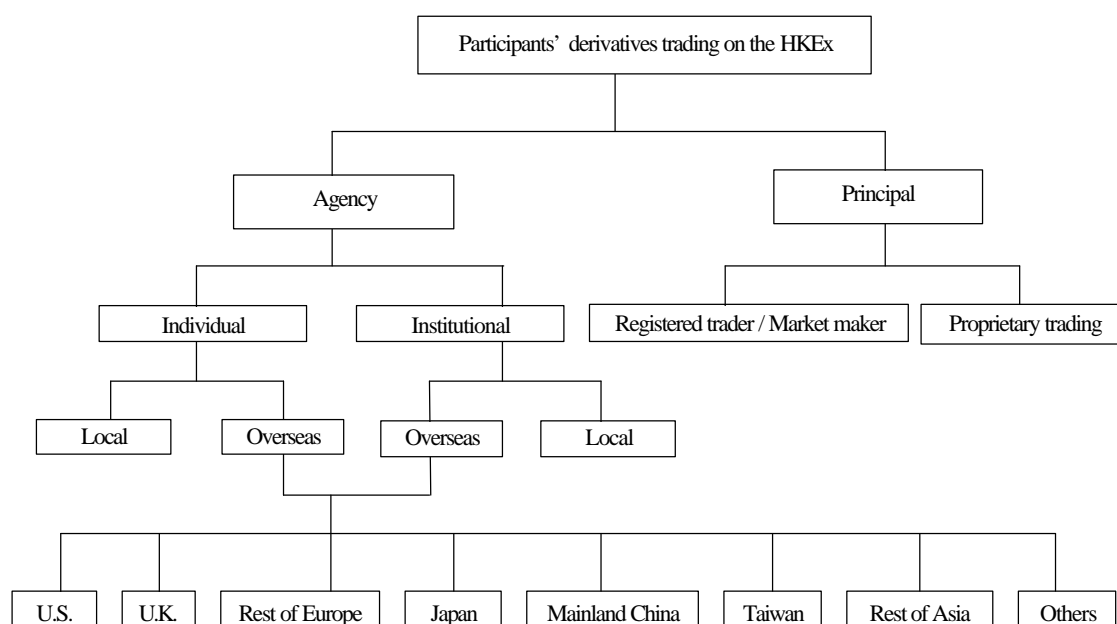 Participants’ derivatives trading on the HKEx
Agency
Principal
Individual
Institutional
Registered trader / Market maker
Proprietary trading
Local
Overseas
Overseas
Local
U.S.
U.K.
Rest of Europe
Japan
Mainland China
Taiwan
Rest of Asia
Others